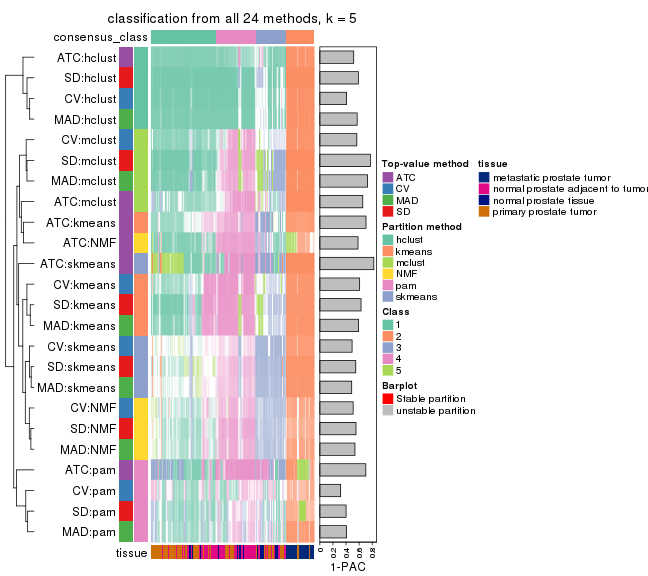 classification from all 24 methods, k = 5
consensus_class
ATC:hclust
SD:hclust
CV:hclust
MAD:hclust
CV:mclust
SD:mclust
MAD:mclust
ATC:mclust
ATC:kmeans
ATC:NMF
ATC:skmeans
CV:kmeans
SD:kmeans
MAD:kmeans
CV:skmeans
SD:skmeans
MAD:skmeans
CV:NMF
SD:NMF
MAD:NMF
ATC:pam
CV:pam
SD:pam
MAD:pam
tissue
0 0.2 0.4 0.6 0.8
1-PAC
Top-value method
ATC
CV
MAD
SD
Partition method
hclust
kmeans
mclust
NMF
pam
skmeans
Class
1
2
3
4
5
Barplot
Stable partition
unstable partition
tissue
metastatic prostate tumor
normal prostate adjacent to tumor
normal prostate tissue
primary prostate tumor